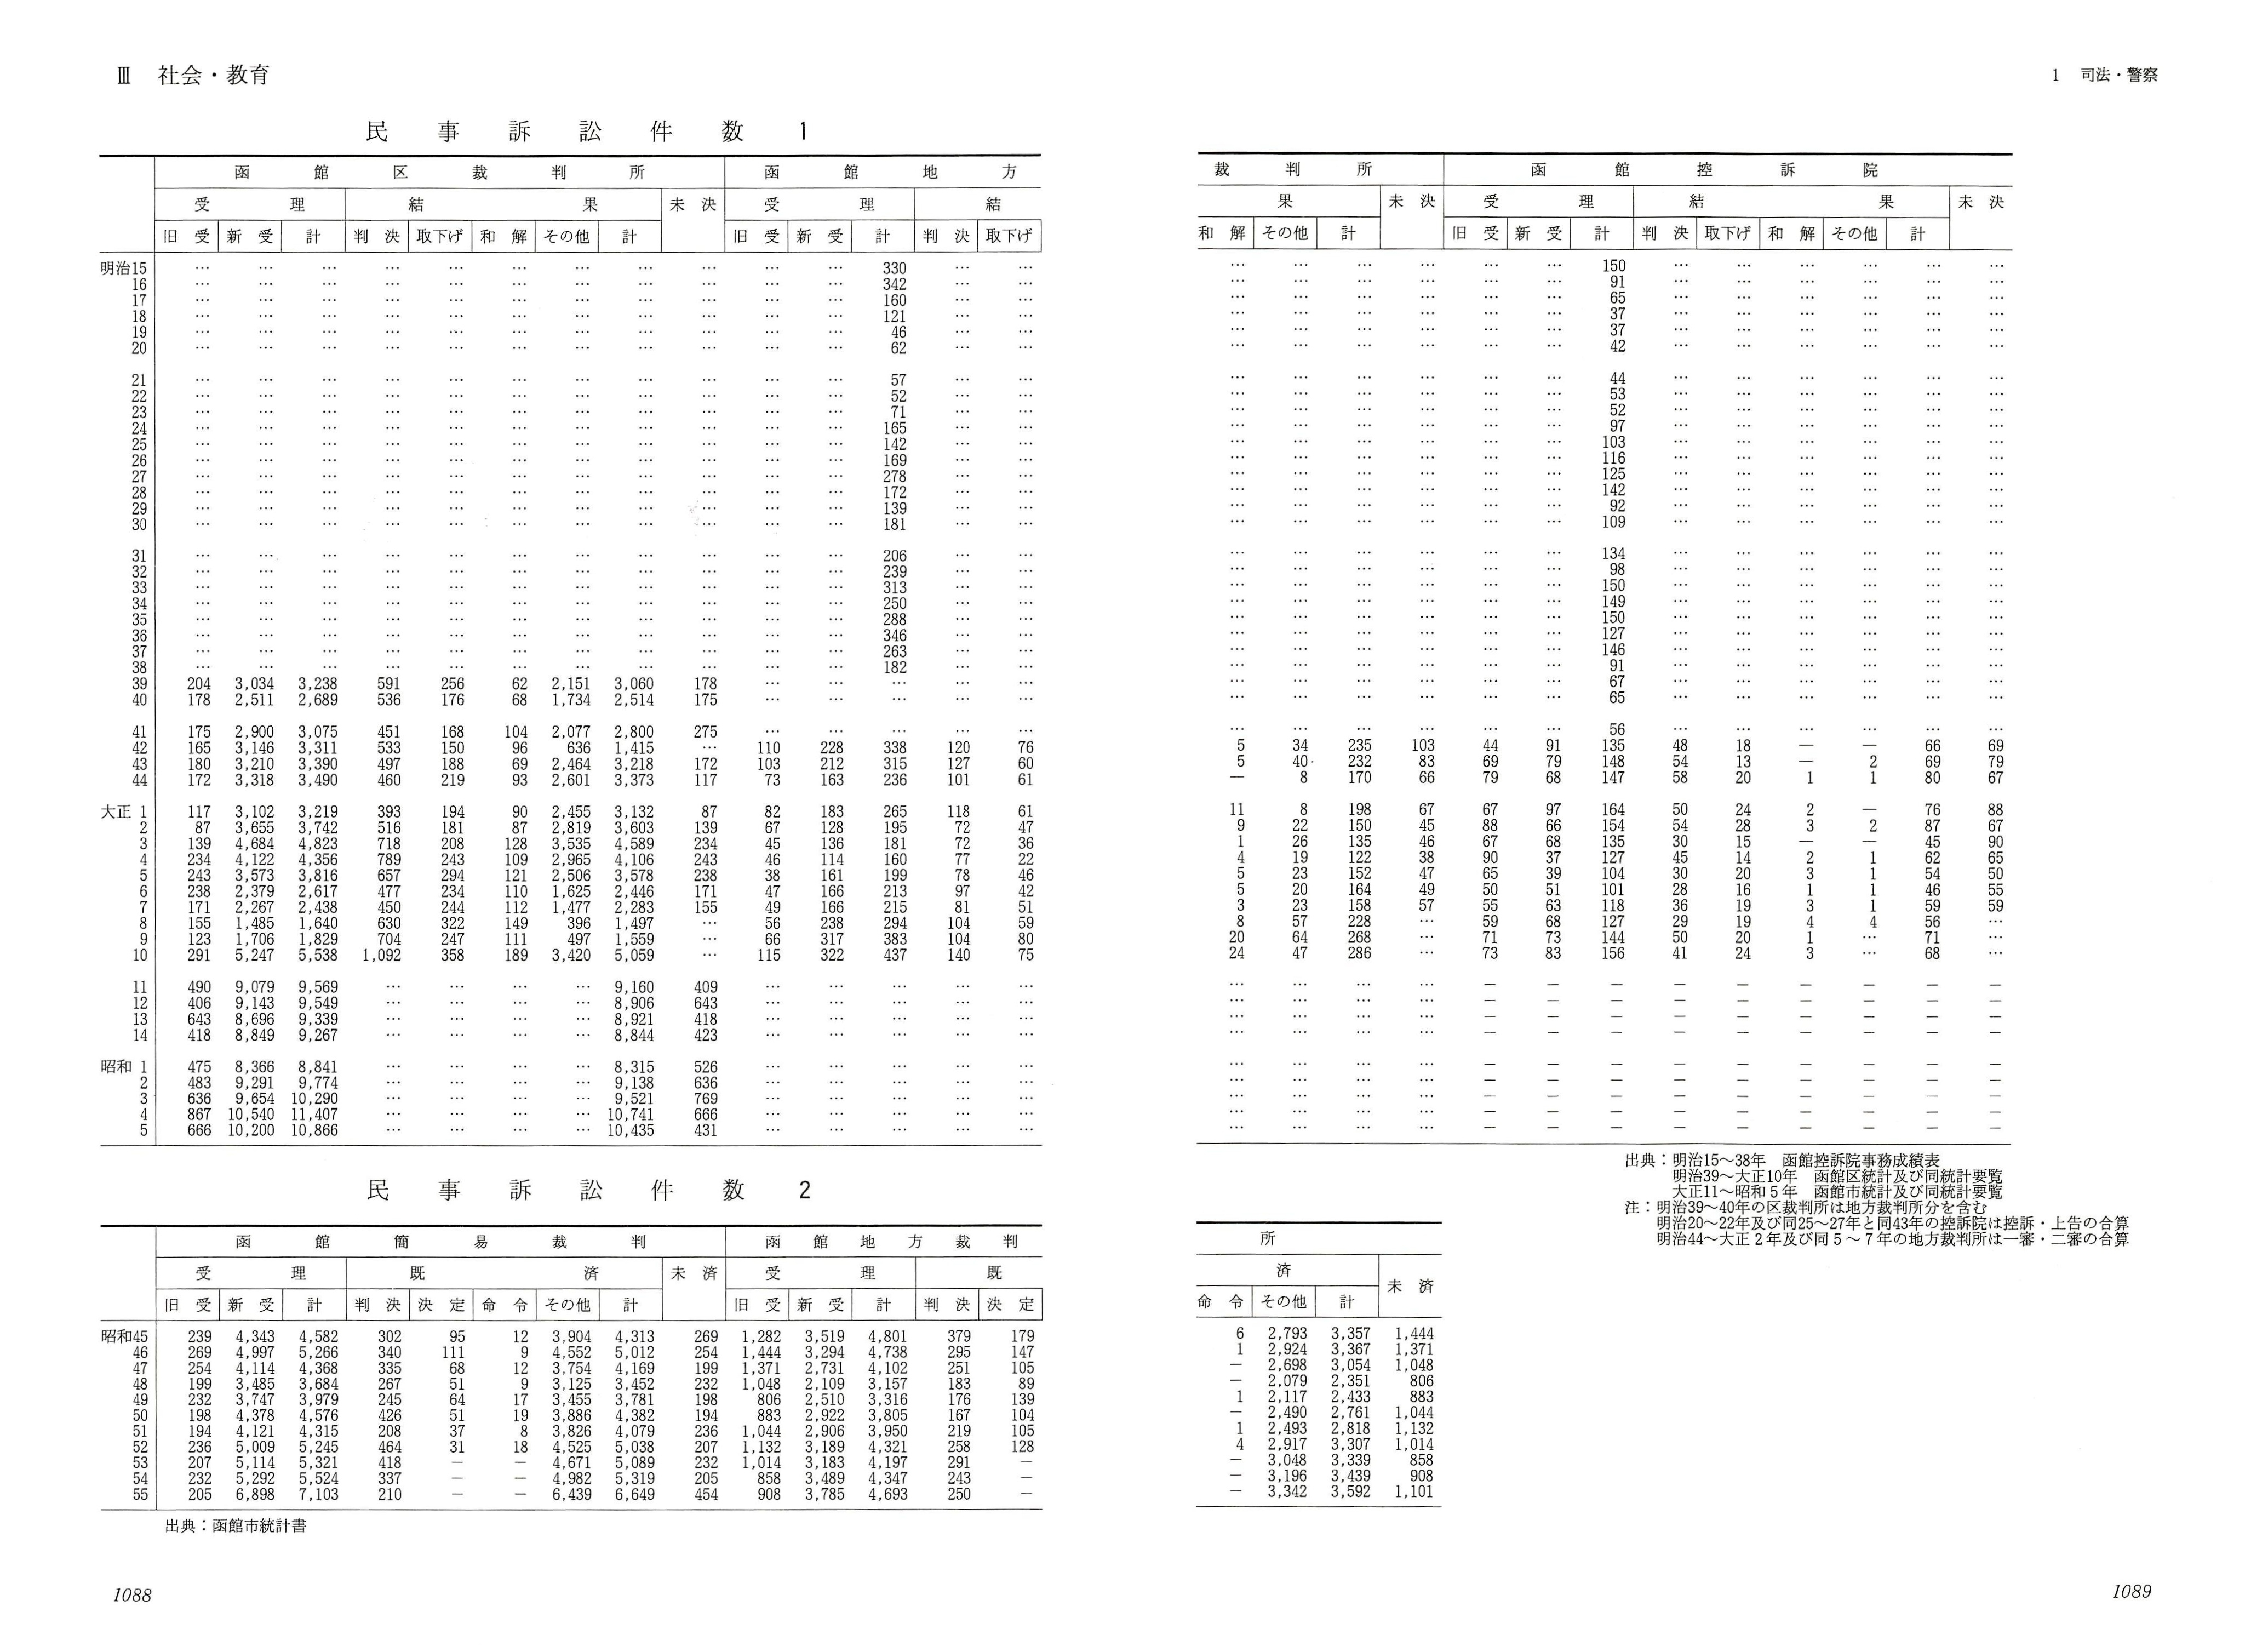 Ⅲ 社会・教育
民事訴訟件数 1
函館区裁判所 函館地方
受理 結果 未決 受理 結
旧受 新受 計 判決 取下げ 和解 その他 計 旧受 新受 計 判決 取下げ
明治15 … … … … … … … … … … … 330 … …
16 … … … … … … … … … … … 342 … …
17 … … … … … … … … … … … 160 … …
18 … … … … … … … … … … … 121 … …
19 … … … … … … … … … … … 46 … …
20 … … … … … … … … … … … 62 … …
21 … … … … … … … … … … … 57 … …
22 … … … … … … … … … … … 52 … …
23 … … … … … … … … … … … 71 … …
24 … … … … … … … … … … … 165 … …
25 … … … … … … … … … … … 142 … …
26 … … … … … … … … … … … 169 … …
27 … … … … … … … … … … … 278 … …
28 … … … … … … … … … … … 172 … …
29 … … … … … … … … … … … 139 … …
30 … … … … … … … … … … … 181 … …
31 … … … … … … … … … … … 206 … …
32 … … … … … … … … … … … 239 … …
33 … … … … … … … … … … … 313 … …
34 … … … … … … … … … … … 250 … …
35 … … … … … … … … … … … 288 … …
36 … … … … … … … … … … … 346 … …
37 … … … … … … … … … … … 263 … …
38 … … … … … … … … … … … 182 … …
39 204 3,034 3,238 591 256 62 2,151 3,060 178 … … … … …
40 178 2,511 2,689 536 176 68 1,734 2,514 175 … … … … …
41 175 2,900 3,075 451 168 104 2,077 2,800 275 … … … … …
42 165 3,146 3,311 533 150 96 636 1,415 … 110 228 338 120 76
43 180 3,210 3,390 497 188 69 2,464 3,218 172 103 212 315 127 60
44 172 3,318 3,490 460 219 93 2,601 3,373 117 73 163 236 101 61
大正 1 117 3,102 3,219 393 194 90 2,455 3,132 87 82 183 265 118 61
2 87 3,655 3,742 516 181 87 2,819 3,603 139 67 128 195 72 47
3 139 4,684 4,823 718 208 128 3,535 4,589 234 45 136 181 72 36
4 234 4,122 4,356 789 243 109 2,965 4,106 243 46 114 160 77 22
5 243 3,573 3,816 657 294 121 2,506 3,578 238 38 161 199 78 46
6 238 2,379 2,617 477 234 110 1,625 2,446 171 47 166 213 97 42
7 171 2,267 2,438 450 244 112 1,477 2,283 155 49 166 215 81 51
8 155 1,485 1,640 630 322 149 396 1,497 … 56 238 294 104 59
9 123 1,706 1,829 704 247 111 497 1,559 … 66 317 383 104 80
10 291 5,247 5,538 1,092 358 189 3,420 5,059 … 115 322 437 140 75
11 490 9,079 9,569 … … … … 9,160 409 … … … … …
12 406 9,143 9,549 … … … … 8,906 643 … … … … …
13 643 8,696 9,339 … … … … 8,921 418 … … … … …
14 418 8,849 9,267 … … … … 8,844 423 … … … … …
昭和 1 475 8,366 8,841 … … … … 8,315 526 … … … … …
2 483 9,291 9,774 … … … … 9,138 636 … … … … …
3 636 9,654 10,290 … … … … 9,521 769 … … … … …
4 867 10,540 11,407 … … … … 10,741 666 … … … … …
5 666 10,200 10,866 … … … … 10,435 431 … … … … …
民事訴訟件数 2
函館簡易裁判 函館地方裁判
受理 既済 未済 受理 既
旧受 新受 計 判決 決定 命令 その他 計 旧受 新受 計 判決 決定
昭和45 239 4,343 4,582 302 95 12 3,904 4,313 269 1,282 3,519 4,801 379 179
46 269 4,997 5,266 340 111 9 4,552 5,012 254 1,444 3,294 4,738 295 147
47 254 4,114 4,368 335 68 12 3,754 4,169 199 1,371 2,731 4,102 251 105
48 199 3,485 3,684 267 51 9 3,125 3,452 232 1,048 2,109 3,157 183 89
49 232 3,747 3,979 245 64 17 3,455 3,781 198 806 2,510 3,316 176 139
50 198 4,378 4,576 426 51 19 3,886 4,382 194 883 2,922 3,805 167 104
51 194 4,121 4,315 208 37 8 3,826 4,079 236 1,044 2,906 3,950 219 105
52 236 5,009 5,245 464 31 18 4,525 5,038 207 1,132 3,189 4,321 258 128
53 207 5,114 5,321 418 — — 4,671 5,089 232 1,014 3,183 4,197 291 —
54 232 5,292 5,524 337 — — 4,982 5,319 205 858 3,489 4,347 243 —
55 205 6,898 7,103 210 — — 6,439 6,649 454 908 3,785 4,693 250 —
出典：函館市統計書
1088
1 司法・警察
裁判所 函館控訴院
果 未決 受理 結果 未決
和解 その他 計 旧受 新受 計 判決 取下げ 和解 その他 計
… … … … … … 150 … … … … … …
… … … … … … 91 … … … … … …
… … … … … … 65 … … … … … …
… … … … … … 37 … … … … … …
… … … … … … 37 … … … … … …
… … … … … … 42 … … … … … …
… … … … … … 44 … … … … … …
… … … … … … 53 … … … … … …
… … … … … … 52 … … … … … …
… … … … … … 97 … … … … … …
… … … … … … 103 … … … … … …
… … … … … … 116 … … … … … …
… … … … … … 125 … … … … … …
… … … … … … 142 … … … … … …
… … … … … … 92 … … … … … …
… … … … … … 109 … … … … … …
… … … … … … 134 … … … … … …
… … … … … … 98 … … … … … …
… … … … … … 150 … … … … … …
… … … … … … 149 … … … … … …
… … … … … … 150 … … … … … …
… … … … … … 127 … … … … … …
… … … … … … 146 … … … … … …
… … … … … … 91 … … … … … …
… … … … … … 67 … … … … … …
… … … … … … 65 … … … … … …
… … … … … … 56 … … … … … …
5 34 235 103 44 91 135 48 18 — — 66 69
5 40 232 83 69 79 148 54 13 — 2 69 79
— 8 170 66 79 68 147 58 20 1 1 80 67
11 8 198 67 67 97 164 50 24 2 — 76 88
9 22 150 45 88 66 154 54 28 3 2 87 67
1 26 135 46 67 68 135 30 15 — — 45 90
4 19 122 38 90 37 127 45 14 2 1 62 65
5 23 152 47 65 39 104 30 20 3 1 54 50
5 20 164 49 50 51 101 28 16 1 1 46 55
3 23 158 57 55 63 118 36 19 3 1 59 59
8 57 228 … 59 68 127 29 19 4 4 56 …
20 64 268 … 71 73 144 50 20 1 … 71 …
24 47 286 … 73 83 156 41 24 3 … 68 …
… … … … — — — — — — — — —
… … … … — — — — — — — — —
… … … … — — — — — — — — —
… … … … — — — — — — — — —
… … … … — — — — — — — — —
… … … … — — — — — — — — —
… … … … — — — — — — — — —
… … … … — — — — — — — — —
… … … … — — — — — — — — —
出典：明治15～38年 函館控訴院事務成績表
明治39～大正10年 函館区統計及び同統計要覧
大正11～昭和5年 函館市統計及び同統計要覧
注：明治39～40年の区裁判所は地方裁判所分を含む
明治20～22年及び同25～27年と同43年の控訴院は控訴・上告の合算
明治44～大正2年及び同5～7年の地方裁判所は一審・二審の合算
所
済 未済
命令 その他 計
6 2,793 3,357 1,444
1 2,924 3,367 1,371
— 2,698 3,054 1,048
— 2,079 2,351 806
1 2,117 2,433 883
— 2,490 2,761 1,044
1 2,493 2,818 1,132
4 2,917 3,307 1,014
— 3,048 3,339 858
— 3,196 3,439 908
— 3,342 3,592 1,101
1089